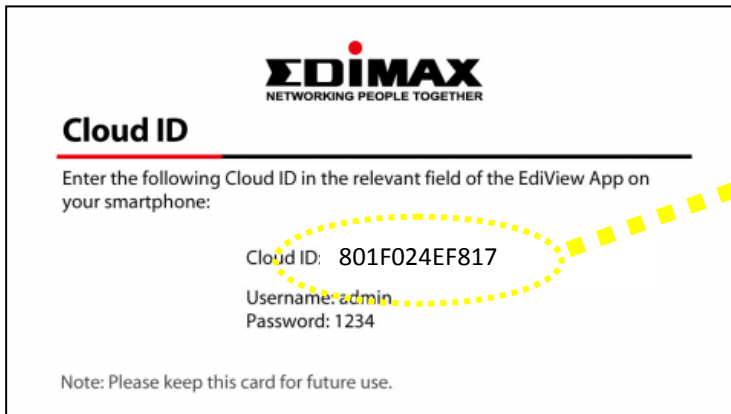 EDIMAX
NETWORKING PEOPLE TOGETHER
Cloud ID
Enter the following Cloud ID in the relevant field of the EdiView App on
your smartphone:
Cloud ID: 801F024EF817
Username: admin
Password: 1234
Note: Please keep this card for future use.